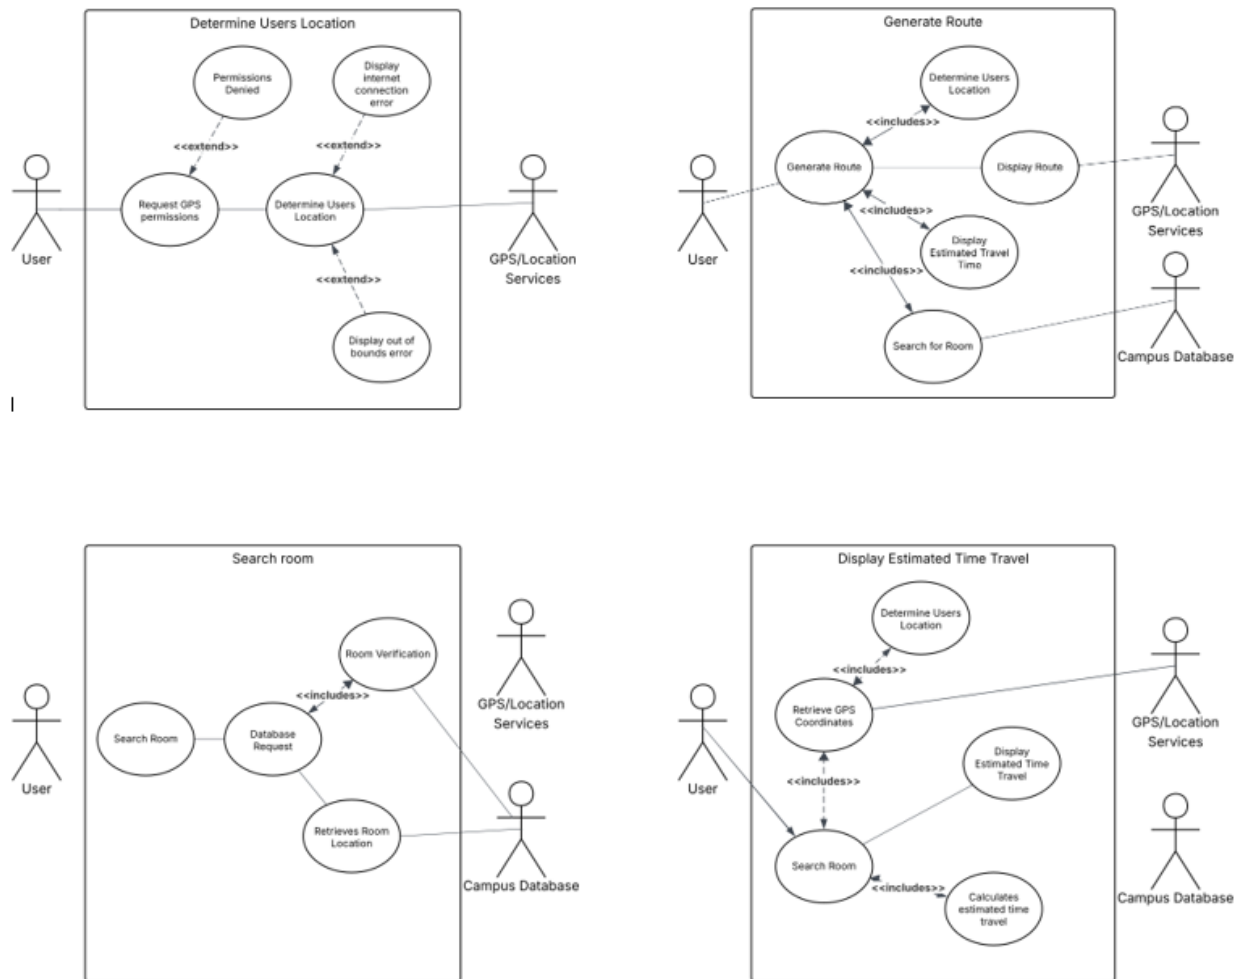 Determine Users Location
Permissions
Denied
Display
internet
connection
error
<<extend>>
<<extend>>
Request GPS
permissions
Determine Users
Location
<<extend>>
Display out of
bounds error
User
GPS/Location
Services
Generate Route
Determine Users
Location
<<includes>>
Generate Route
Display Route
<<includes>>
Display
Estimated Travel
Time
<<includes>>
Search for Room
User
GPS/Location
Services
Campus Database
Search room
Room Verification
<<includes>>
Search Room
Database
Request
Retrieves Room
Location
User
GPS/Location
Services
Campus Database
Display Estimated Time Travel
Determine Users
Location
<<includes>>
Retrieve GPS
Coordinates
Display
Estimated Time
Travel
<<includes>>
Search Room
<<includes>>
Calculates
estimated time
travel
User
GPS/Location
Services
Campus Database